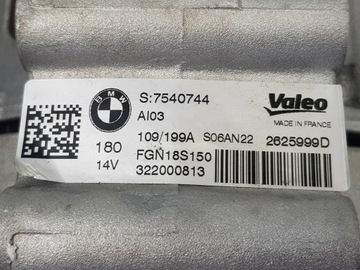 BMW
S:7540744
Valeo
AI03
MADE IN FRANCE
109/199A S06AN22 2625999D
180
14V
FGN18S150
322000813